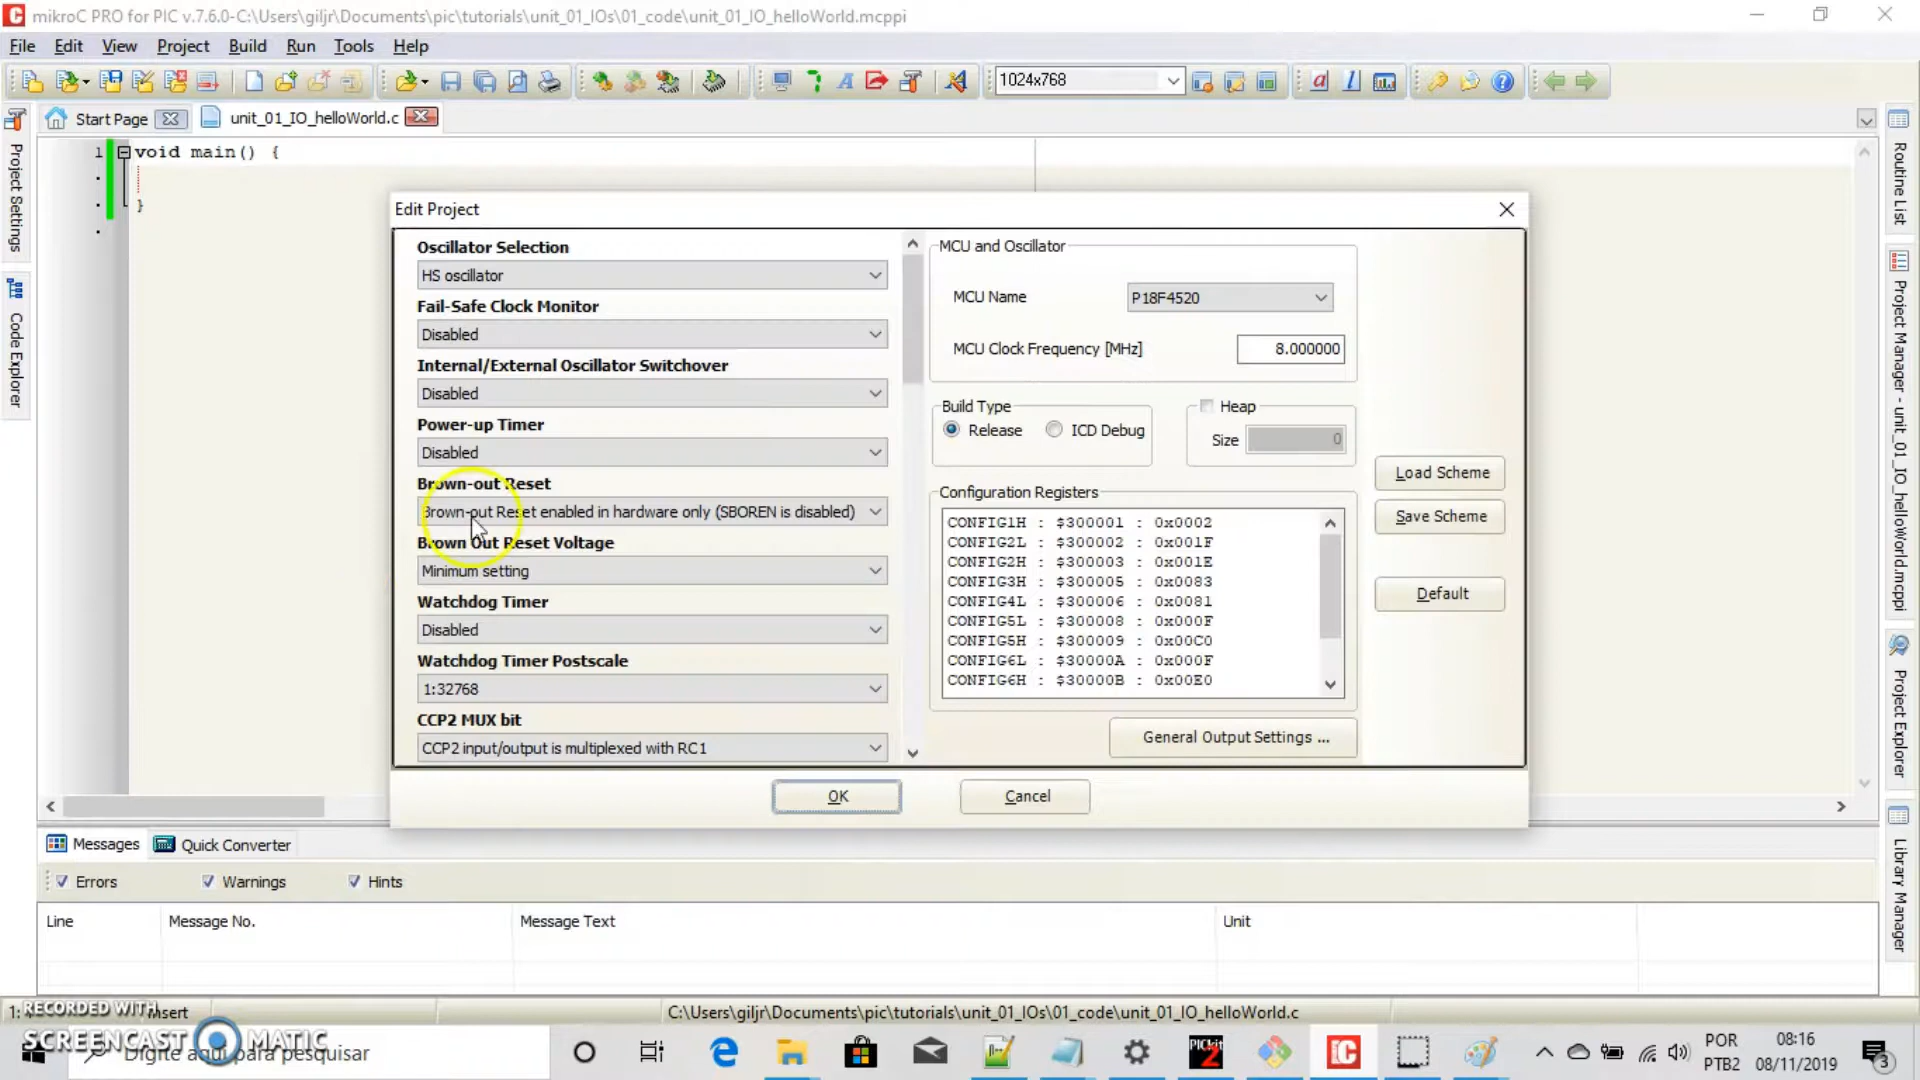 mikroC PRO for PIC v.7.6.0-C:\Users\giljr\Documents\pic\tutorials\unit_01_IOs\01_code\unit_01_IO_helloWorld.mcppi
File Edit View Project Build Run Tools Help
1024x768
Start Page unit_01_IO_helloWorld.c
Project Settings
Code Explorer
1 void main() {
}
Edit Project
Oscillator Selection
HS oscillator
Fail-Safe Clock Monitor
Disabled
Internal/External Oscillator Switchover
Disabled
Power-up Timer
Disabled
Brown-out Reset
Brown-out Reset enabled in hardware only (SBOREN is disabled)
Brown Out Reset Voltage
Minimum setting
Watchdog Timer
Disabled
Watchdog Timer Postscale
1:32768
CCP2 MUX bit
CCP2 input/output is multiplexed with RC1
MCU and Oscillator
MCU Name P18F4520
MCU Clock Frequency [MHz] 8.000000
Build Type
Release ICD Debug
Heap
Size 0
Configuration Registers
CONFIG1H : $300001 : 0x0002
CONFIG2L : $300002 : 0x001F
CONFIG2H : $300003 : 0x001E
CONFIG3H : $300005 : 0x0083
CONFIG4L : $300006 : 0x0081
CONFIG5L : $300008 : 0x000F
CONFIG5H : $300009 : 0x00C0
CONFIG6L : $30000A : 0x000F
CONFIG6H : $30000B : 0x00E0
General Output Settings ...
Load Scheme
Save Scheme
Default
OK Cancel
Routine List
Project Manager - unit_01_IO_helloWorld.mcppi
Project Explorer
Library Manager
Messages Quick Converter
Errors Warnings Hints
Line Message No. Message Text Unit
1: Insert C:\Users\giljr\Documents\pic\tutorials\unit_01_IOs\01_code\unit_01_IO_helloWorld.c
RECORDED WITH
SCREENCAST MATIC
Digite aqui para pesquisar
PICkit 2
POR
PTB2
08:16
08/11/2019
3